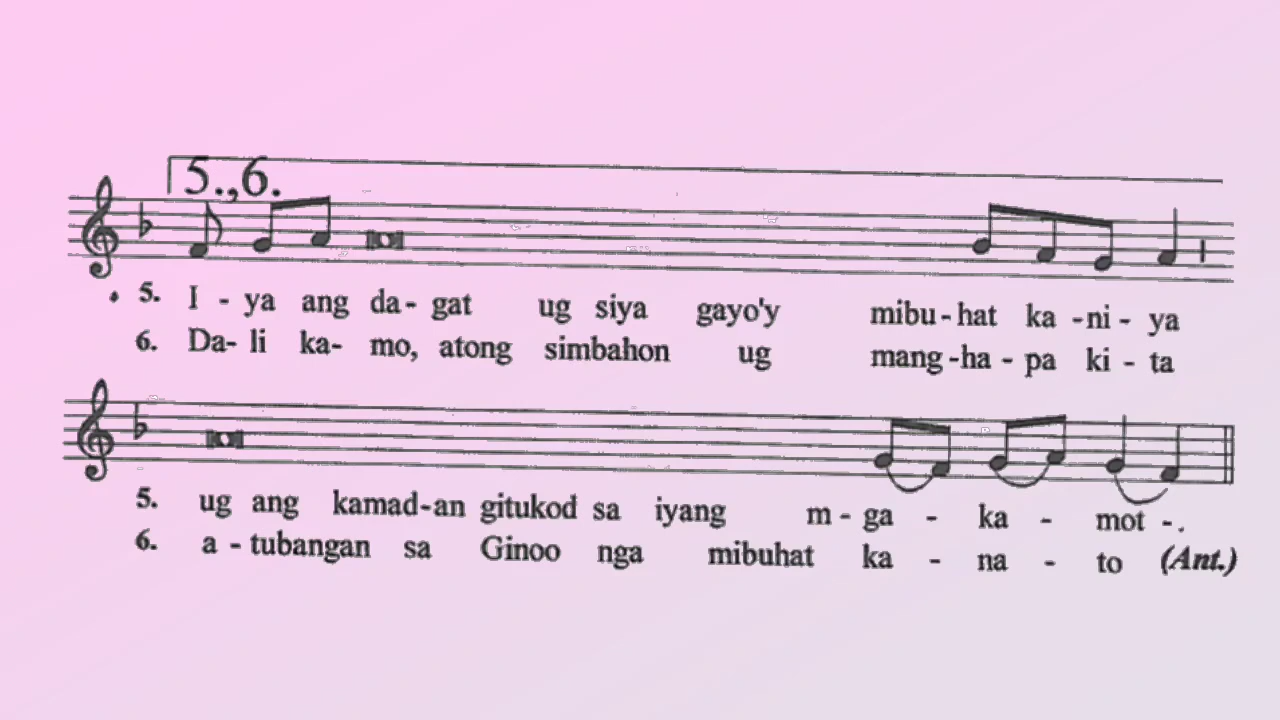 5.,6.
5. I - ya ang da- gat ug siya gayo'y mibu-hat ka -ni - ya
6. Da- li ka- mo, atong simbahon ug mang-ha - pa ki - ta
5. ug ang kamad-an gitukod sa iyang m - ga - ka - mot -.
6. a - tubangan sa Ginoo nga mibuhat ka - na - to (Ant.)